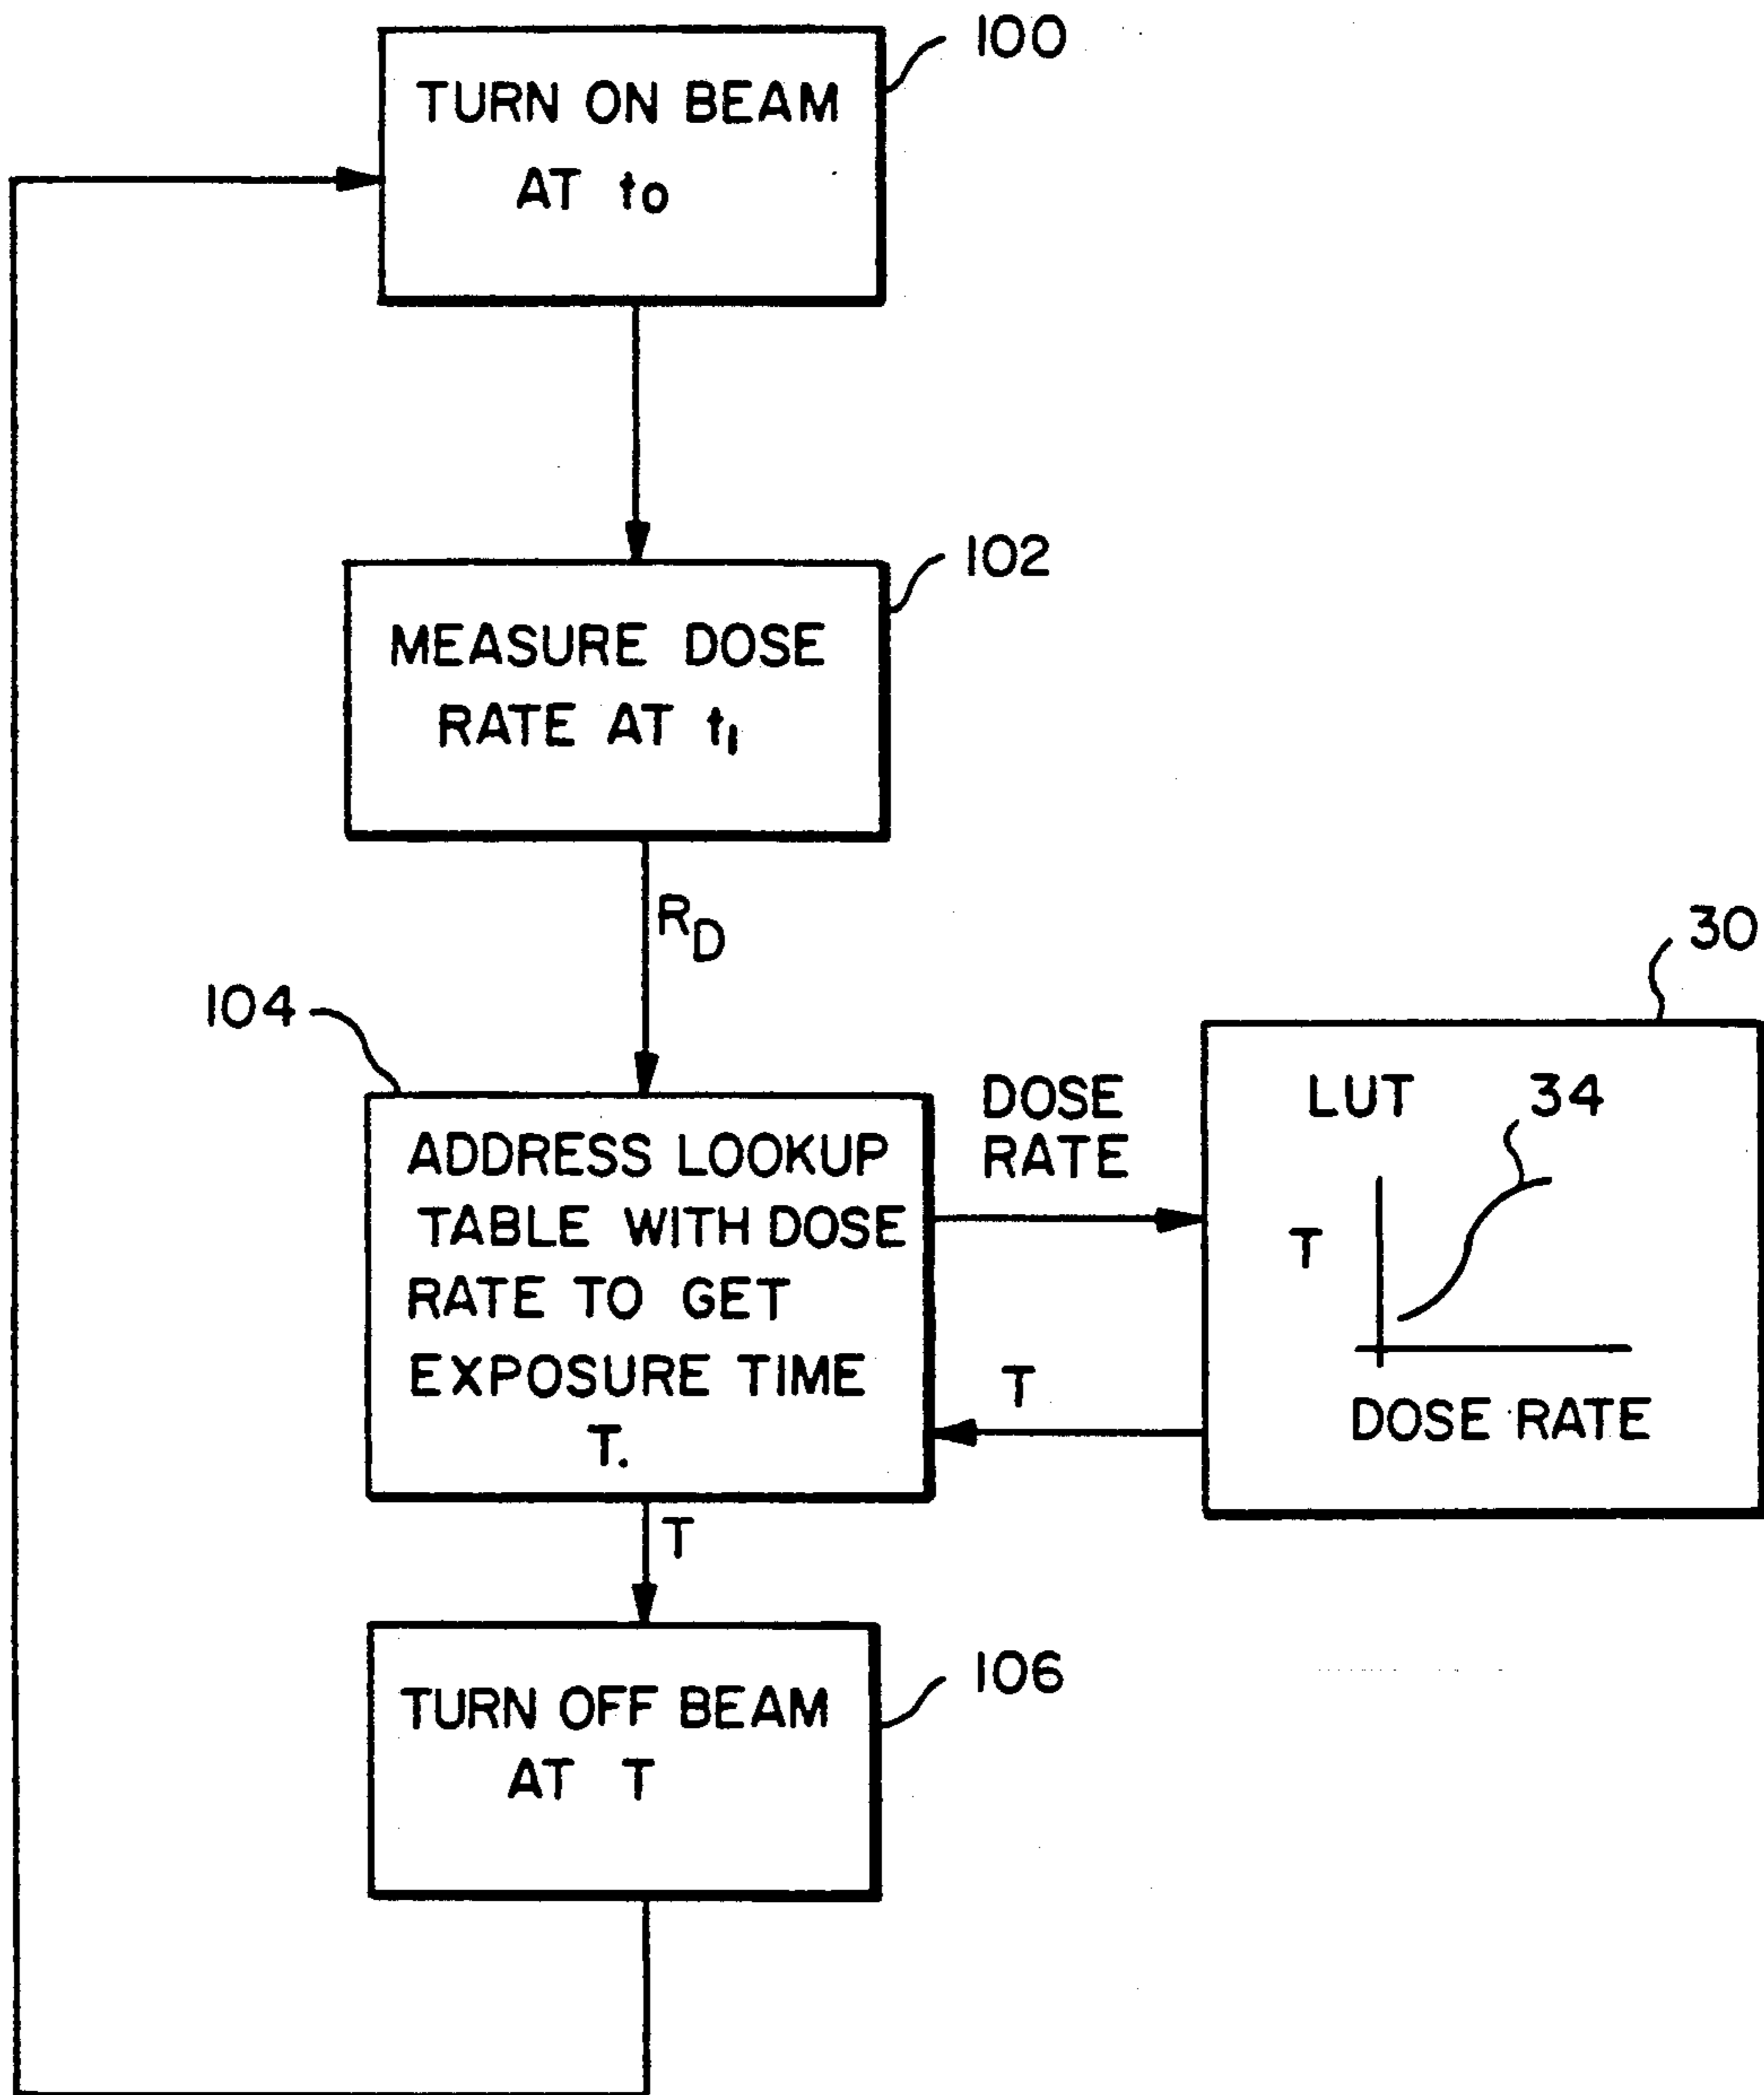 100
TURN ON BEAM
AT t0
102
MEASURE DOSE
RATE AT t1
RD
30
104
ADDRESS LOOKUP
TABLE WITH DOSE
RATE TO GET
EXPOSURE TIME
T.
DOSE
RATE
T
LUT
34
T
DOSE RATE
T
106
TURN OFF BEAM
AT T